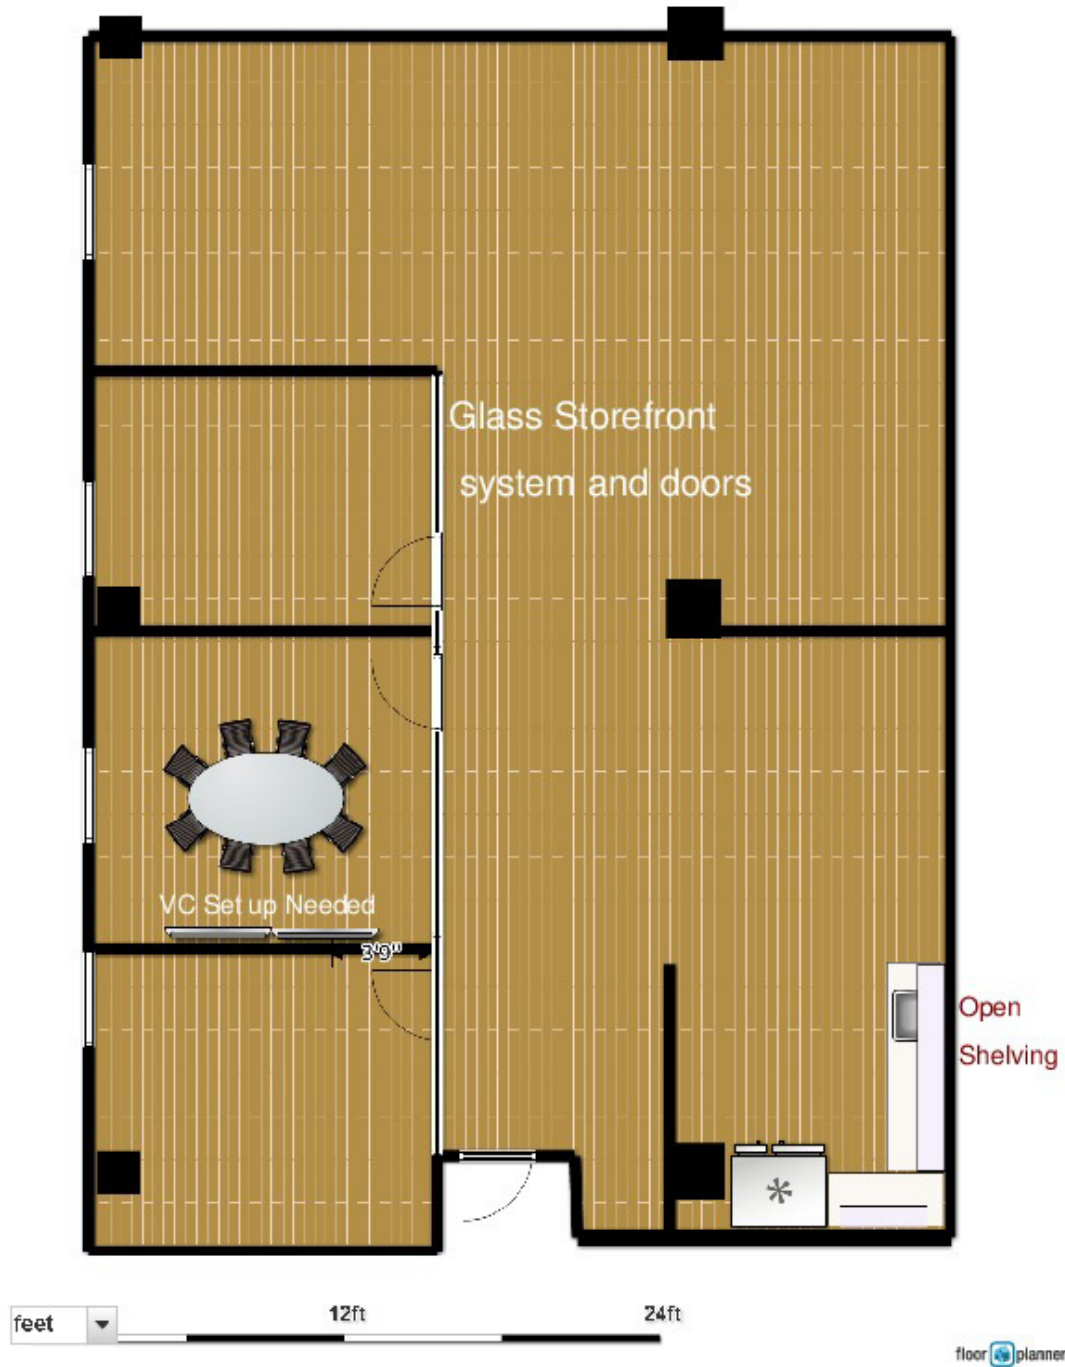 Glass Storefront
system and doors
VC Set up Needed
3'9"
Open
Shelving
feet
12ft
24ft
floor planner